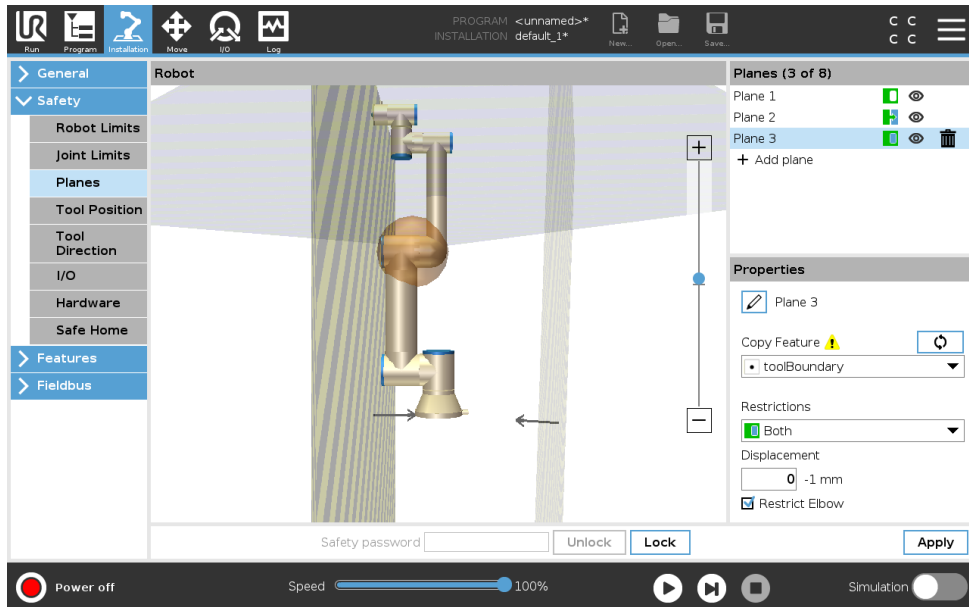 UR
PROGRAM <unnamed>*
INSTALLATION default_1*
C C
C C
Run
Program
Installation
Move
I/O
Log
New...
Open...
Save...
General
Safety
Robot Limits
Joint Limits
Planes
Tool Position
Tool
Direction
I/O
Hardware
Safe Home
Features
Fieldbus
Robot
+
−
Planes (3 of 8)
Plane 1
Plane 2
Plane 3
+ Add plane
Properties
Plane 3
Copy Feature
toolBoundary
Restrictions
Both
Displacement
0 -1 mm
Restrict Elbow
Safety password
Unlock
Lock
Apply
Power off
Speed
100%
Simulation